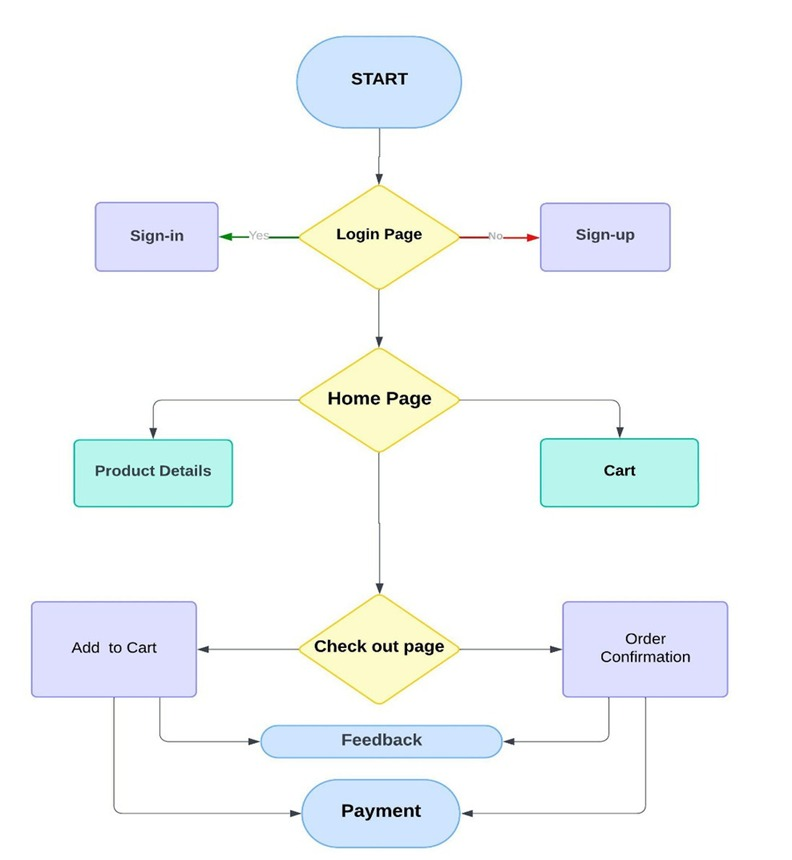 START
Sign-in
Yes
Login Page
No
Sign-up
Home Page
Product Details
Cart
Add to Cart
Check out page
Order
Confirmation
Feedback
Payment